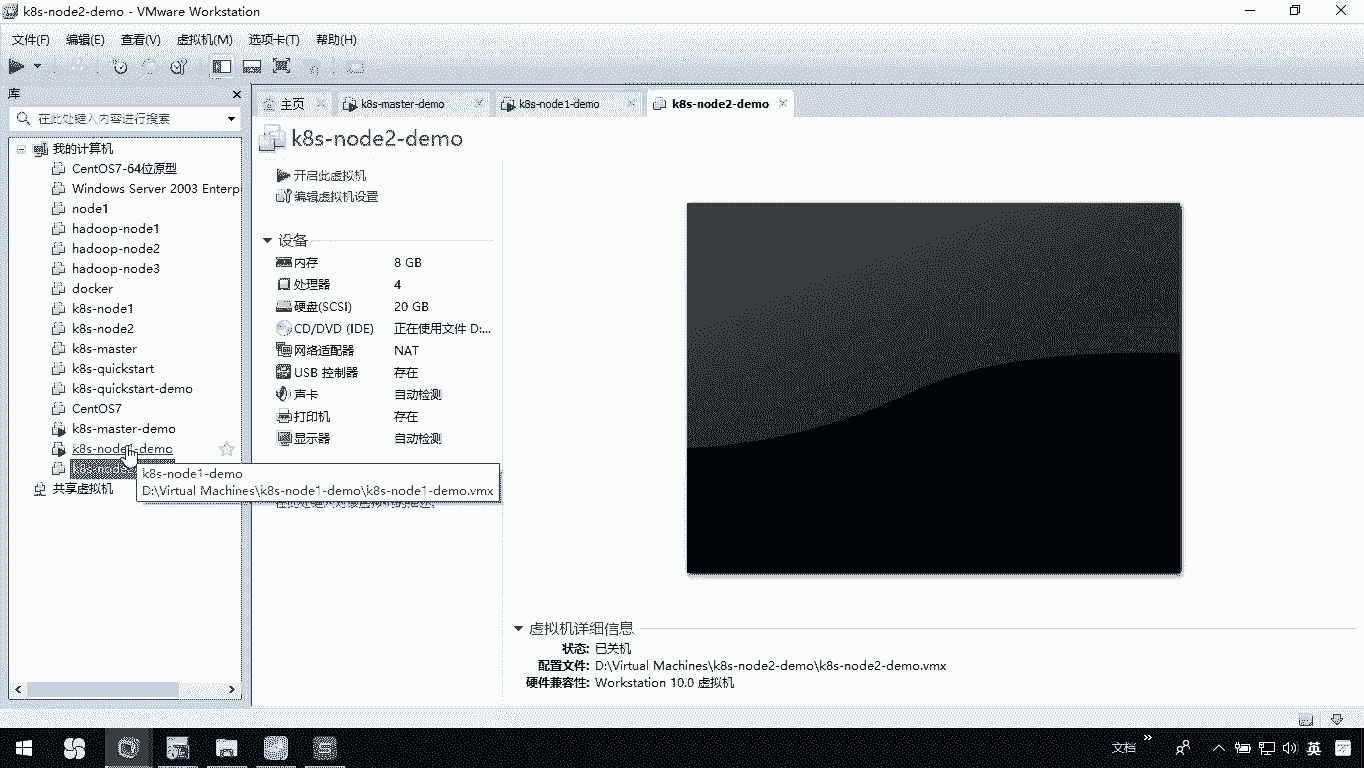 k8s-node2-demo - VMware Workstation
文件(F) 编辑(E) 查看(V) 虚拟机(M) 选项卡(T) 帮助(H)
库
在此处键入内容进行搜索
我的计算机
CentOS7-64位原型
Windows Server 2003 Enterp
node1
hadoop-node1
hadoop-node2
hadoop-node3
docker
k8s-node1
k8s-node2
k8s-master
k8s-quickstart
k8s-quickstart-demo
CentOS7
k8s-master-demo
k8s-node1-demo
共享虚拟机
主页 k8s-master-demo k8s-node1-demo k8s-node2-demo
k8s-node2-demo
开启此虚拟机
编辑虚拟机设置
设备
内存 8 GB
处理器 4
硬盘(SCSI) 20 GB
CD/DVD (IDE) 正在使用文件 D:...
网络适配器 NAT
USB 控制器 存在
声卡 自动检测
打印机 存在
显示器 自动检测
k8s-node1-demo
D:\Virtual Machines\k8s-node1-demo\k8s-node1-demo.vmx
虚拟机详细信息
状态: 已关机
配置文件: D:\Virtual Machines\k8s-node2-demo\k8s-node2-demo.vmx
硬件兼容性: Workstation 10.0 虚拟机
文档 英